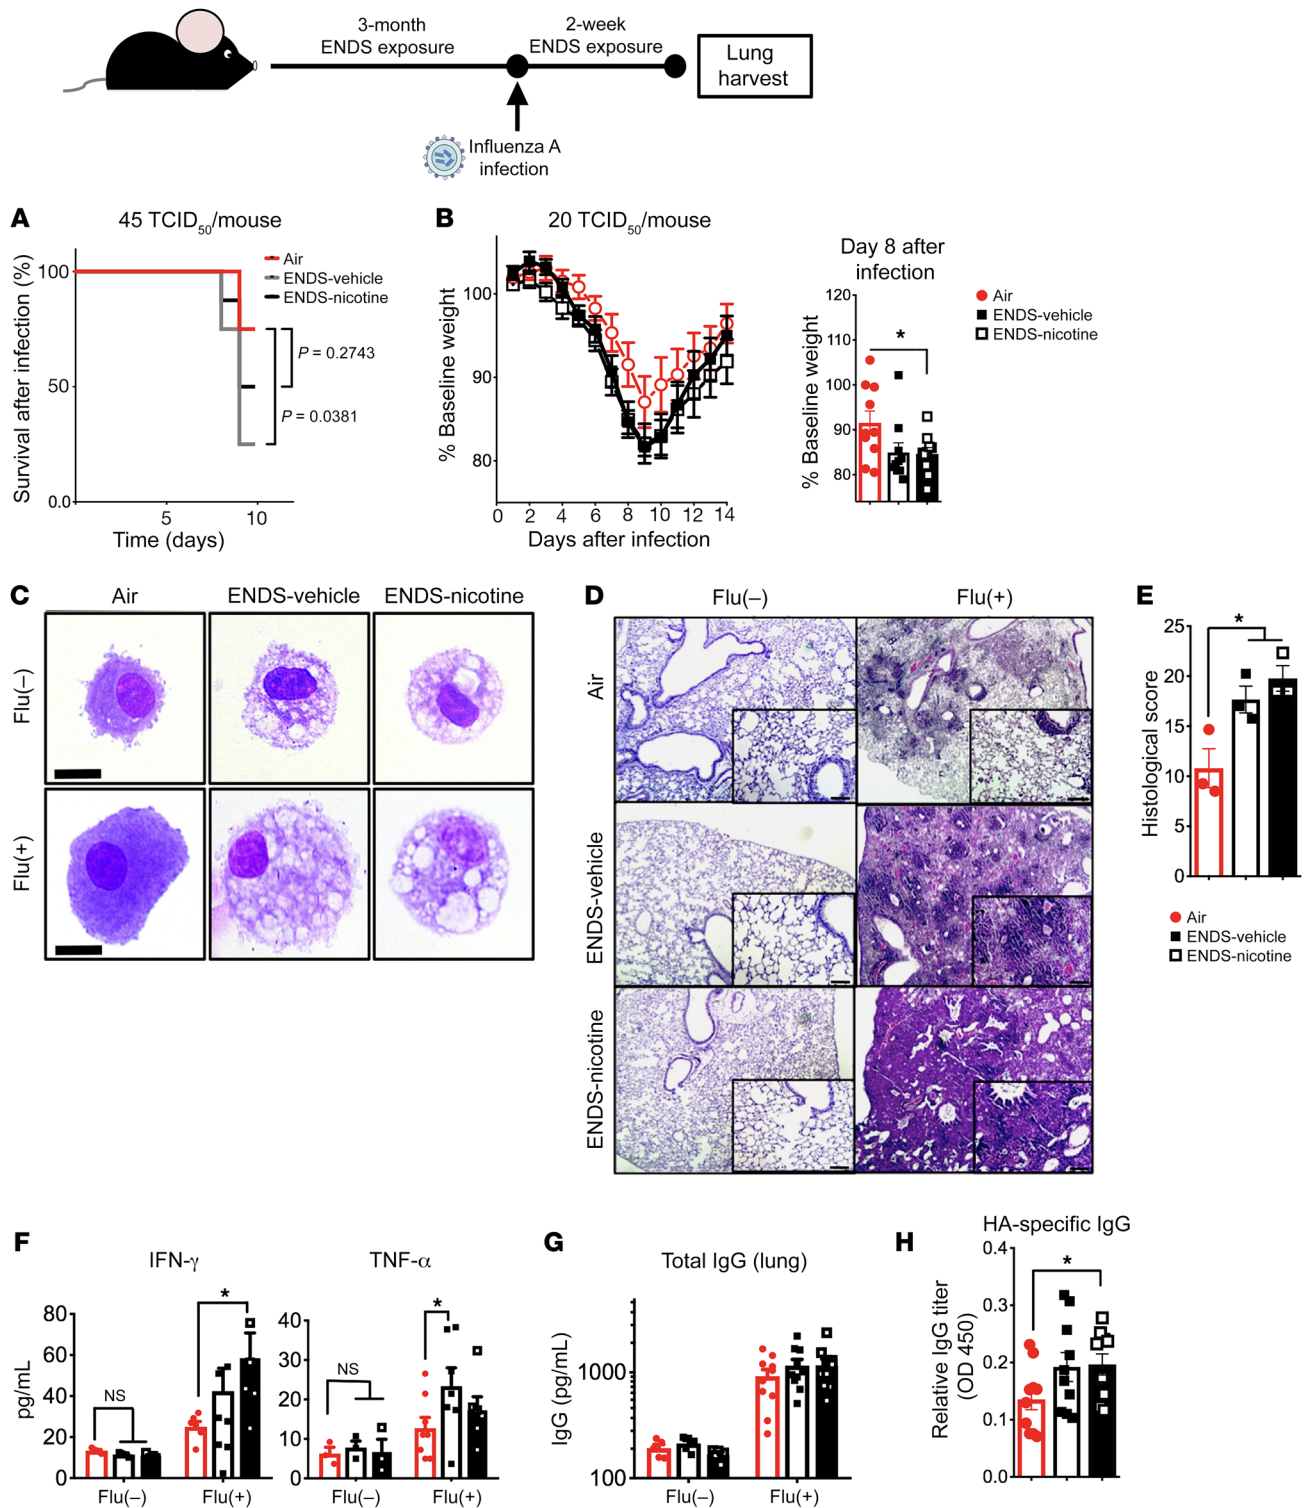 3-month
ENDS exposure
2-week
ENDS exposure
Lung
harvest
Influenza A
infection
A
45 TCID50/mouse
Survival after infection (%)
100
50
0.0
5
10
Time (days)
Air
ENDS-vehicle
ENDS-nicotine
P = 0.2743
P = 0.0381
B
20 TCID50/mouse
% Baseline weight
100
90
80
0 2 4 6 8 10 12 14
Days after infection
Day 8 after
infection
% Baseline weight
120
110
100
90
80
*
Air
ENDS-vehicle
ENDS-nicotine
C
Air
ENDS-vehicle
ENDS-nicotine
Flu(–)
Flu(+)
D
Flu(–)
Flu(+)
Air
ENDS-vehicle
ENDS-nicotine
E
Histological score
25
20
15
10
5
0
*
Air
ENDS-vehicle
ENDS-nicotine
F
IFN-γ
pg/mL
80
60
40
20
0
NS
*
Flu(–)
Flu(+)
TNF-α
40
30
20
10
0
NS
*
Flu(–)
Flu(+)
G
Total IgG (lung)
IgG (pg/mL)
1000
100
Flu(–)
Flu(+)
H
HA-specific IgG
Relative IgG titer
(OD 450)
0.4
0.3
0.2
0.1
0.0
*